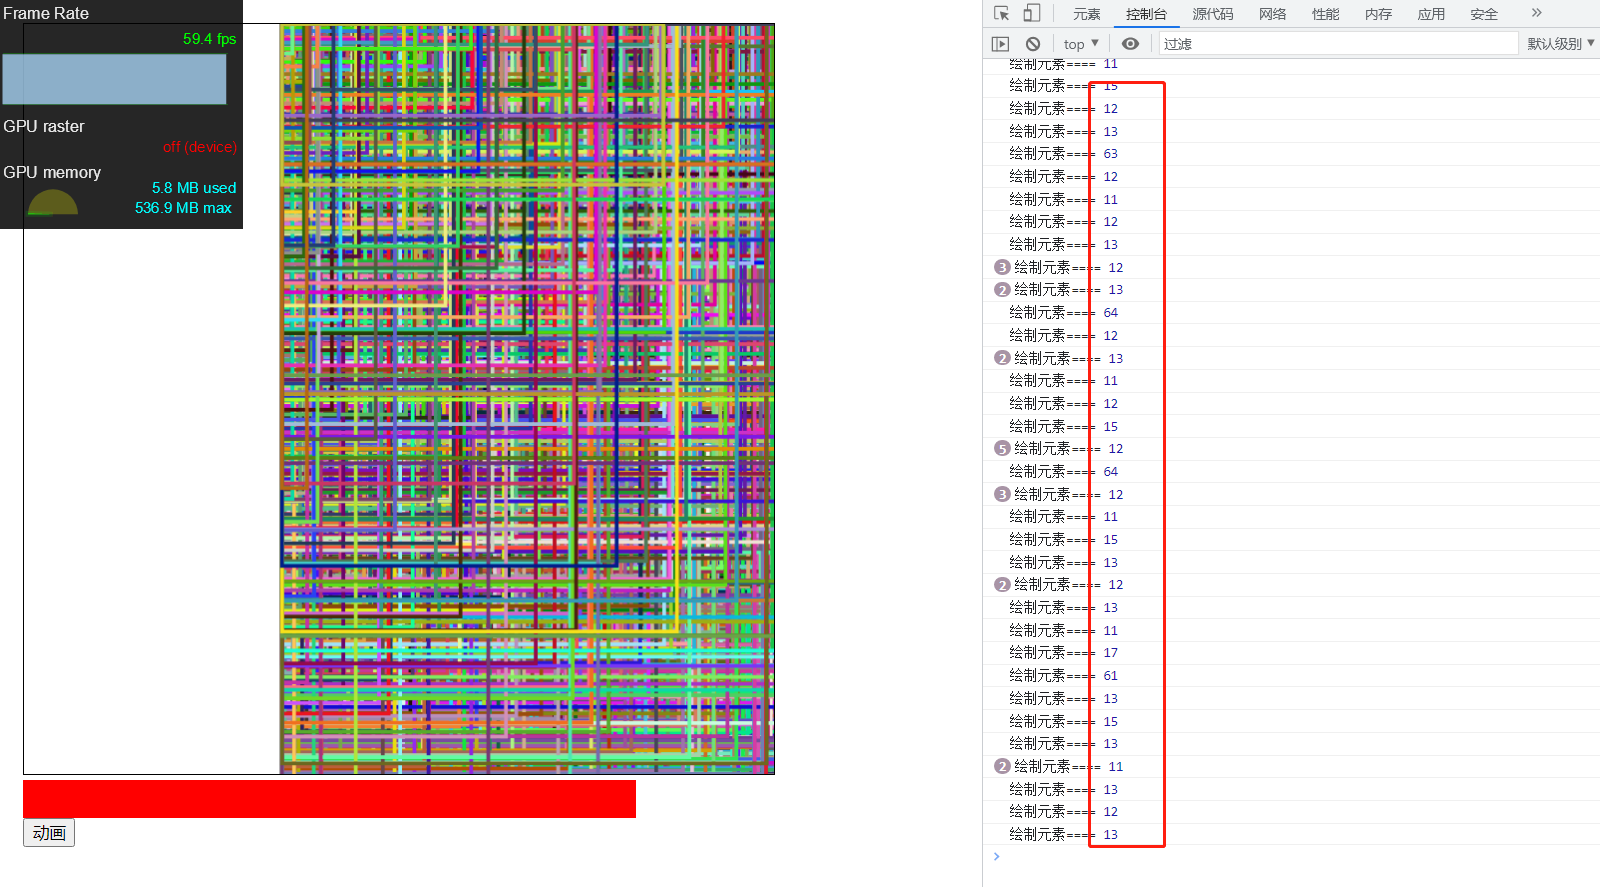 Frame Rate
59.4 fps
GPU raster
off (device)
GPU memory
5.8 MB used
536.9 MB max
动画
元素 控制台 源代码 网络 性能 内存 应用 安全 »
top ▼ 过滤 默认级别 ▼
绘制元素==== 11
绘制元素==== 15
绘制元素==== 12
绘制元素==== 13
绘制元素==== 63
绘制元素==== 12
绘制元素==== 11
绘制元素==== 12
绘制元素==== 13
3 绘制元素==== 12
2 绘制元素==== 13
绘制元素==== 64
绘制元素==== 12
2 绘制元素==== 13
绘制元素==== 11
绘制元素==== 12
绘制元素==== 15
5 绘制元素==== 12
绘制元素==== 64
3 绘制元素==== 12
绘制元素==== 11
绘制元素==== 15
绘制元素==== 13
2 绘制元素==== 12
绘制元素==== 13
绘制元素==== 11
绘制元素==== 17
绘制元素==== 61
绘制元素==== 13
绘制元素==== 15
绘制元素==== 13
2 绘制元素==== 11
绘制元素==== 13
绘制元素==== 12
绘制元素==== 13
>